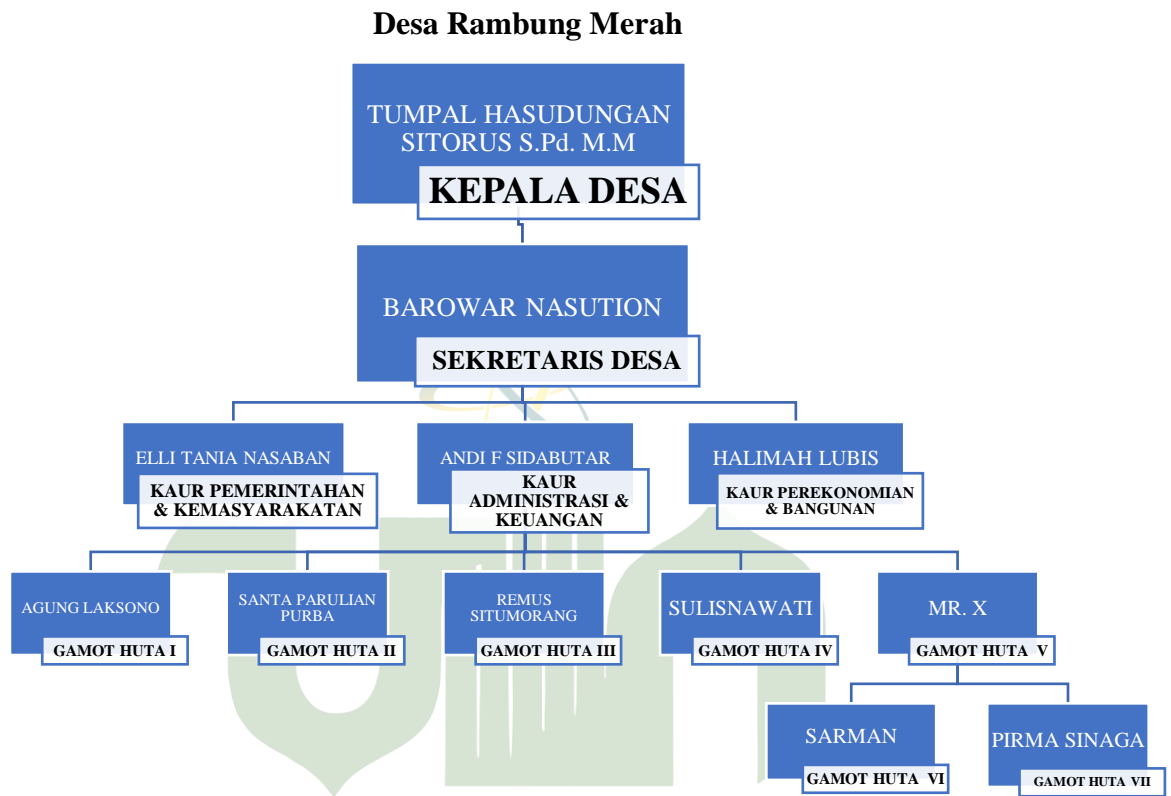 Desa Rambung Merah
TUMPAL HASUDUNGAN
SITORUS S.Pd. M.M
KEPALA DESA
BAROWAR NASUTION
SEKRETARIS DESA
ELLI TANIA NASABAN
KAUR PEMERINTAHAN
& KEMASYARAKATAN
ANDI F SIDABUTAR
KAUR
ADMINISTRASI &
KEUANGAN
HALIMAH LUBIS
KAUR PEREKONOMIAN
& BANGUNAN
AGUNG LAKSONO
GAMOT HUTA I
SANTA PARULIAN
PURBA
GAMOT HUTA II
REMUS
SITUMORANG
GAMOT HUTA III
SULISNAWATI
GAMOT HUTA IV
MR. X
GAMOT HUTA V
SARMAN
GAMOT HUTA VI
PIRMA SINAGA
GAMOT HUTA VII